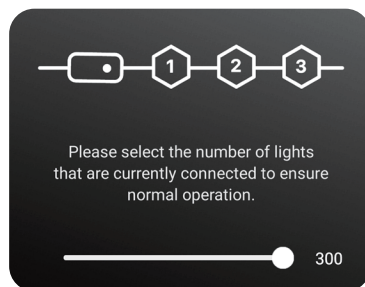 1 2 3
Please select the number of lights
that are currently connected to ensure
normal operation.
300